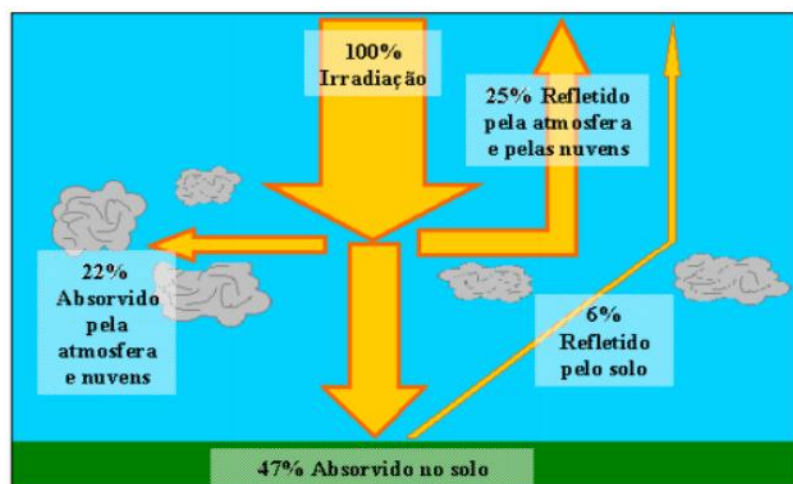 100%
Irradiação
25% Refletido
pela atmosfera
e pelas nuvens
22%
Absorvido
pela
atmosfera
e nuvens
6%
Refletido
pelo solo
47% Absorvido no solo